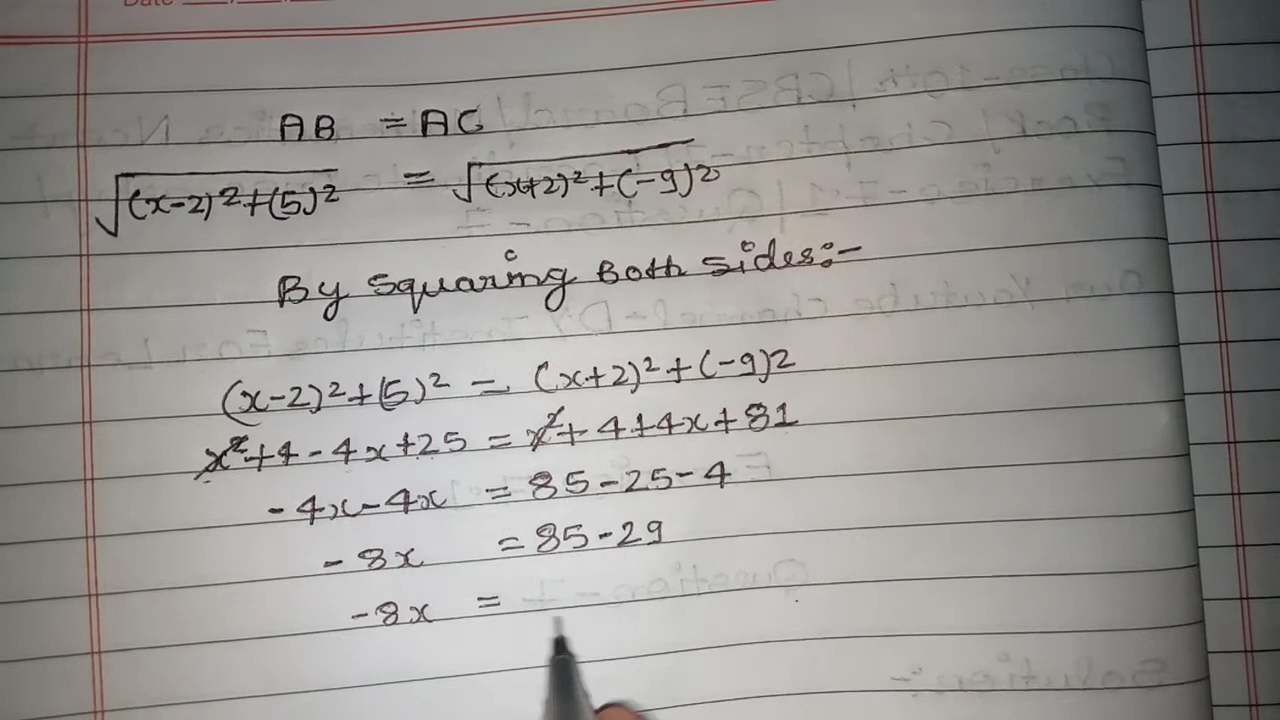 AB = AC
√(x-2)²+(5)² = √(x+2)²+(-9)²
By squaring Both sides:-
(x-2)²+(5)² = (x+2)²+(-9)²
x²+4-4x+25 = x²+4+4x+81
-4x-4x = 85-25-4
-8x = 85-29
-8x =